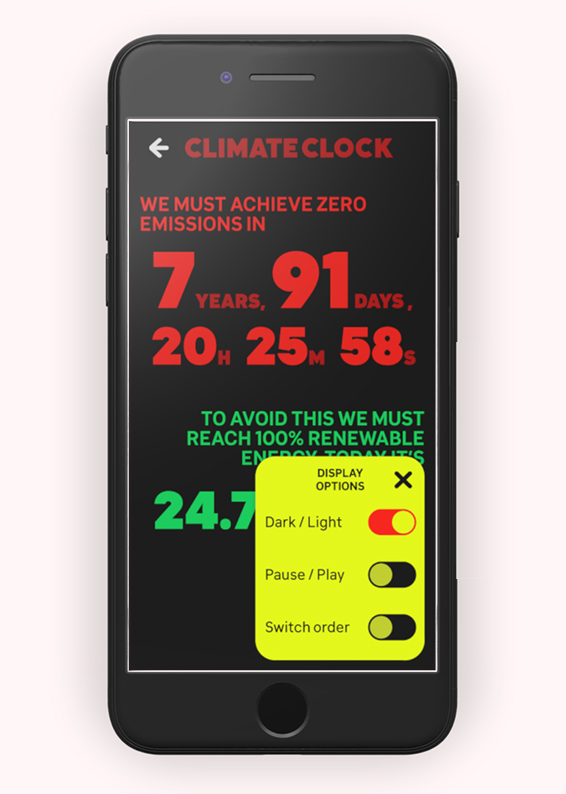 CLIMATE CLOCK
WE MUST ACHIEVE ZERO
EMISSIONS IN
7 YEARS, 91 DAYS,
20H 25M 58S
TO AVOID THIS WE MUST
REACH 100% RENEWABLE
ENERGY. TODAY IT'S
24.7
DISPLAY
OPTIONS
Dark / Light
Pause / Play
Switch order